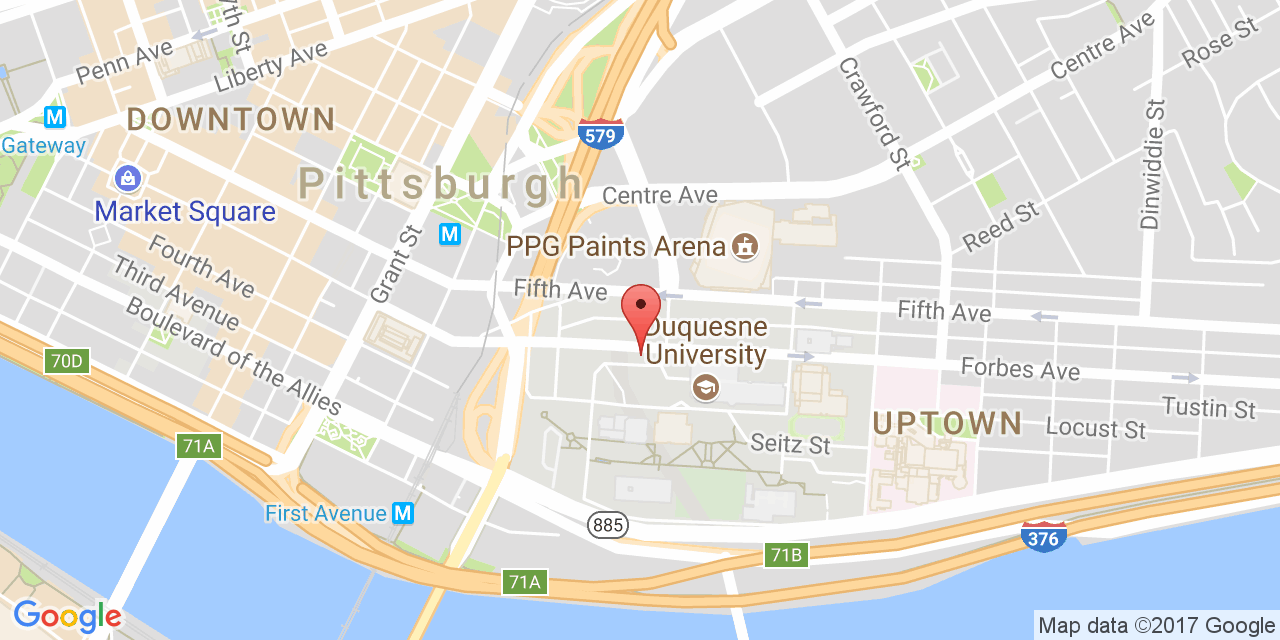 7th St
Penn Ave
Liberty Ave
Centre Ave
Rose St
DOWNTOWN
M
Gateway
579
Crawford St
Dinwiddie St
Pittsburgh
Centre Ave
Market Square
M
Reed St
PPG Paints Arena
Grant St
Fourth Ave
Third Avenue
Boulevard of the Allies
Fifth Ave
Fifth Ave
Duquesne
University
70D
Forbes Ave
Tustin St
UPTOWN
Locust St
71A
Seitz St
First Avenue M
885
376
71B
71A
Google
Map data ©2017 Google